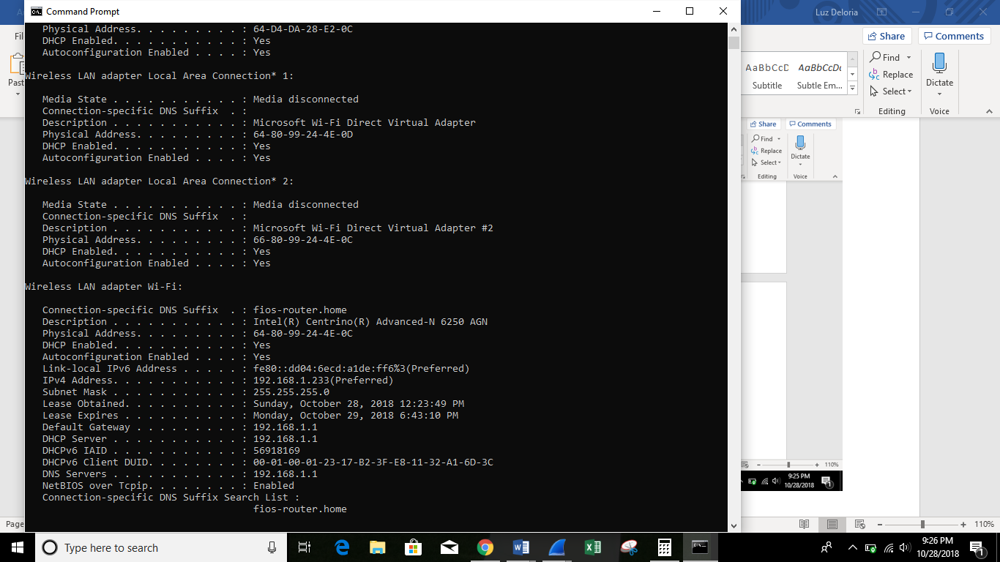 Command Prompt
Luz Deloria
Physical Address. . . . . . . . . : 64-D4-DA-28-E2-0C
DHCP Enabled. . . . . . . . . . . : Yes
Autoconfiguration Enabled . . . . : Yes
Wireless LAN adapter Local Area Connection* 1:
Media State . . . . . . . . . . . : Media disconnected
Connection-specific DNS Suffix  . :
Description . . . . . . . . . . . : Microsoft Wi-Fi Direct Virtual Adapter
Physical Address. . . . . . . . . : 64-80-99-24-4E-0D
DHCP Enabled. . . . . . . . . . . : Yes
Autoconfiguration Enabled . . . . : Yes
Wireless LAN adapter Local Area Connection* 2:
Media State . . . . . . . . . . . : Media disconnected
Connection-specific DNS Suffix  . :
Description . . . . . . . . . . . : Microsoft Wi-Fi Direct Virtual Adapter #2
Physical Address. . . . . . . . . : 66-80-99-24-4E-0C
DHCP Enabled. . . . . . . . . . . : Yes
Autoconfiguration Enabled . . . . : Yes
Wireless LAN adapter Wi-Fi:
Connection-specific DNS Suffix  . : fios-router.home
Description . . . . . . . . . . . : Intel(R) Centrino(R) Advanced-N 6250 AGN
Physical Address. . . . . . . . . : 64-80-99-24-4E-0C
DHCP Enabled. . . . . . . . . . . : Yes
Autoconfiguration Enabled . . . . : Yes
Link-local IPv6 Address . . . . . : fe80::dd04:6ecd:a1de:ff6%3(Preferred)
IPv4 Address. . . . . . . . . . . : 192.168.1.233(Preferred)
Subnet Mask . . . . . . . . . . . : 255.255.255.0
Lease Obtained. . . . . . . . . . : Sunday, October 28, 2018 12:23:49 PM
Lease Expires . . . . . . . . . . : Monday, October 29, 2018 6:43:10 PM
Default Gateway . . . . . . . . . : 192.168.1.1
DHCP Server . . . . . . . . . . . : 192.168.1.1
DHCPv6 IAID . . . . . . . . . . . : 56918169
DHCPv6 Client DUID. . . . . . . . : 00-01-00-01-23-17-B2-3F-E8-11-32-A1-6D-3C
DNS Servers . . . . . . . . . . . : 192.168.1.1
NetBIOS over Tcpip. . . . . . . . : Enabled
Connection-specific DNS Suffix Search List :
fios-router.home
Fil
Past
Share Comments
AaBbCcD AaBbCcDc
Subtitle Subtle Em...
Find
Replace
Select
Editing
Dictate
Voice
Share Comments
Find
Replace
Select
Editing
Dictate
Voice
110%
9:25 PM
10/28/2018
1
Page
110%
Type here to search
9:26 PM
10/28/2018
1